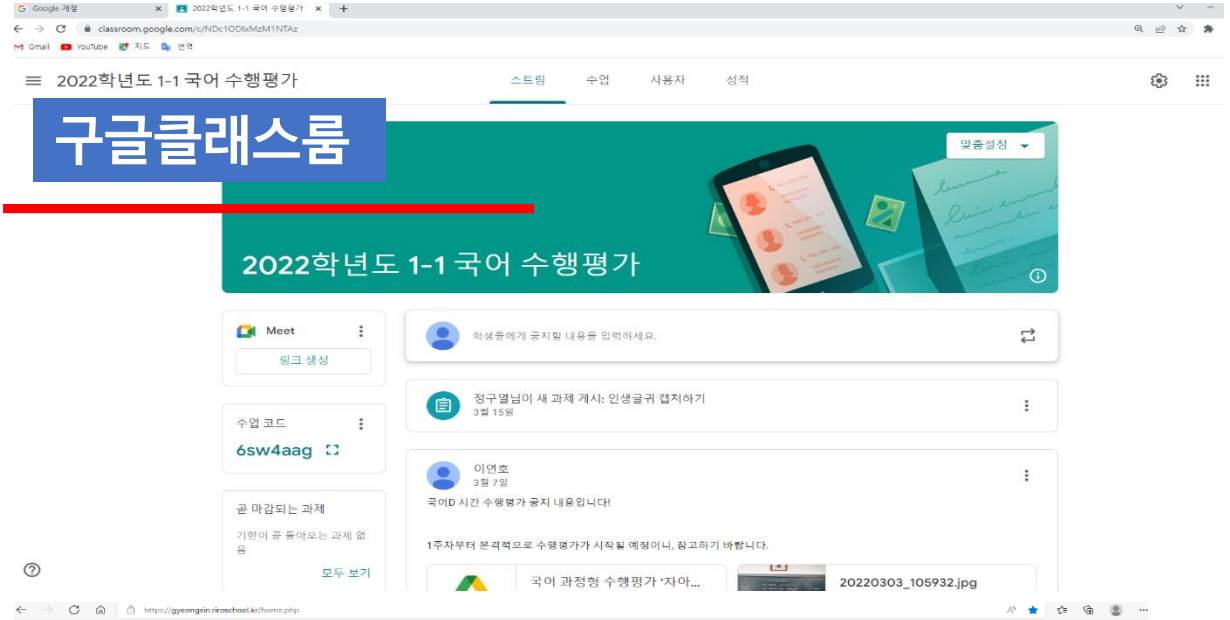 Google 계정
2022학년도 1-1 국어 수행평가
classroom.google.com/c/NDc1ODIxMzM1NTAz
Gmail YouTube 지도 번역
2022학년도 1-1 국어 수행평가
스트림 수업 사용자 성적
구글클래스룸
맞춤설정
2022학년도 1-1 국어 수행평가
Meet
링크 생성
학생들에게 공지할 내용을 입력하세요.
수업 코드
6sw4aag
정구열님이 새 과제 게시: 인생글귀 캡처하기
3월 15일
이연호
3월 7일
국어D 시간 수행평가 공지 내용입니다!
1주차부터 본격적으로 수행평가가 시작될 예정이니, 참고하기 바랍니다.
곧 마감되는 과제
기한이 곧 돌아오는 과제 없
음
모두 보기
국어 과정형 수행평가 '자아...
20220303_105932.jpg
https://gyeongsin.riroschool.kr/home.php